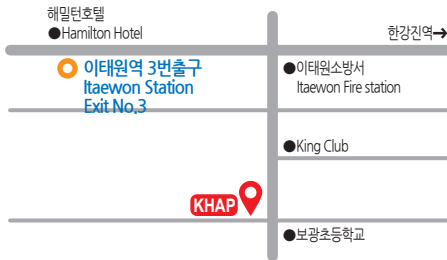 해밀턴호텔
●Hamilton Hotel
한강진역→
이태원역 3번출구
Itaewon Station
Exit No.3
●이태원소방서
Itaewon Fire station
●King Club
KHAP
●보광초등학교